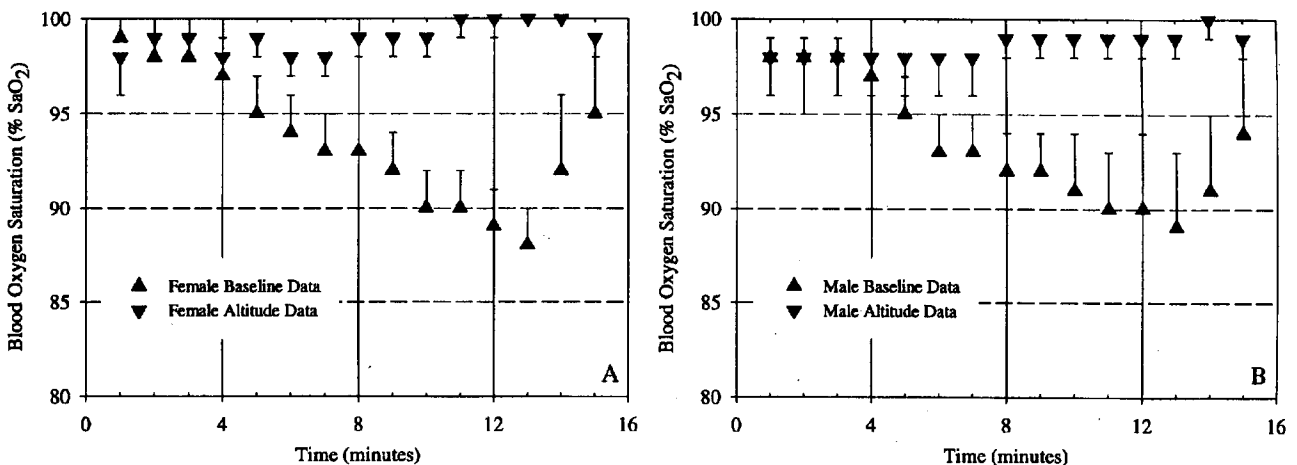 100
95
90
85
80
Blood Oxygen Saturation (% SaO2)
Female Baseline Data
Female Altitude Data
A
0 4 8 12 16
Time (minutes)
100
95
90
85
80
Blood Oxygen Saturation (% SaO2)
Male Baseline Data
Male Altitude Data
B
0 4 8 12 16
Time (minutes)